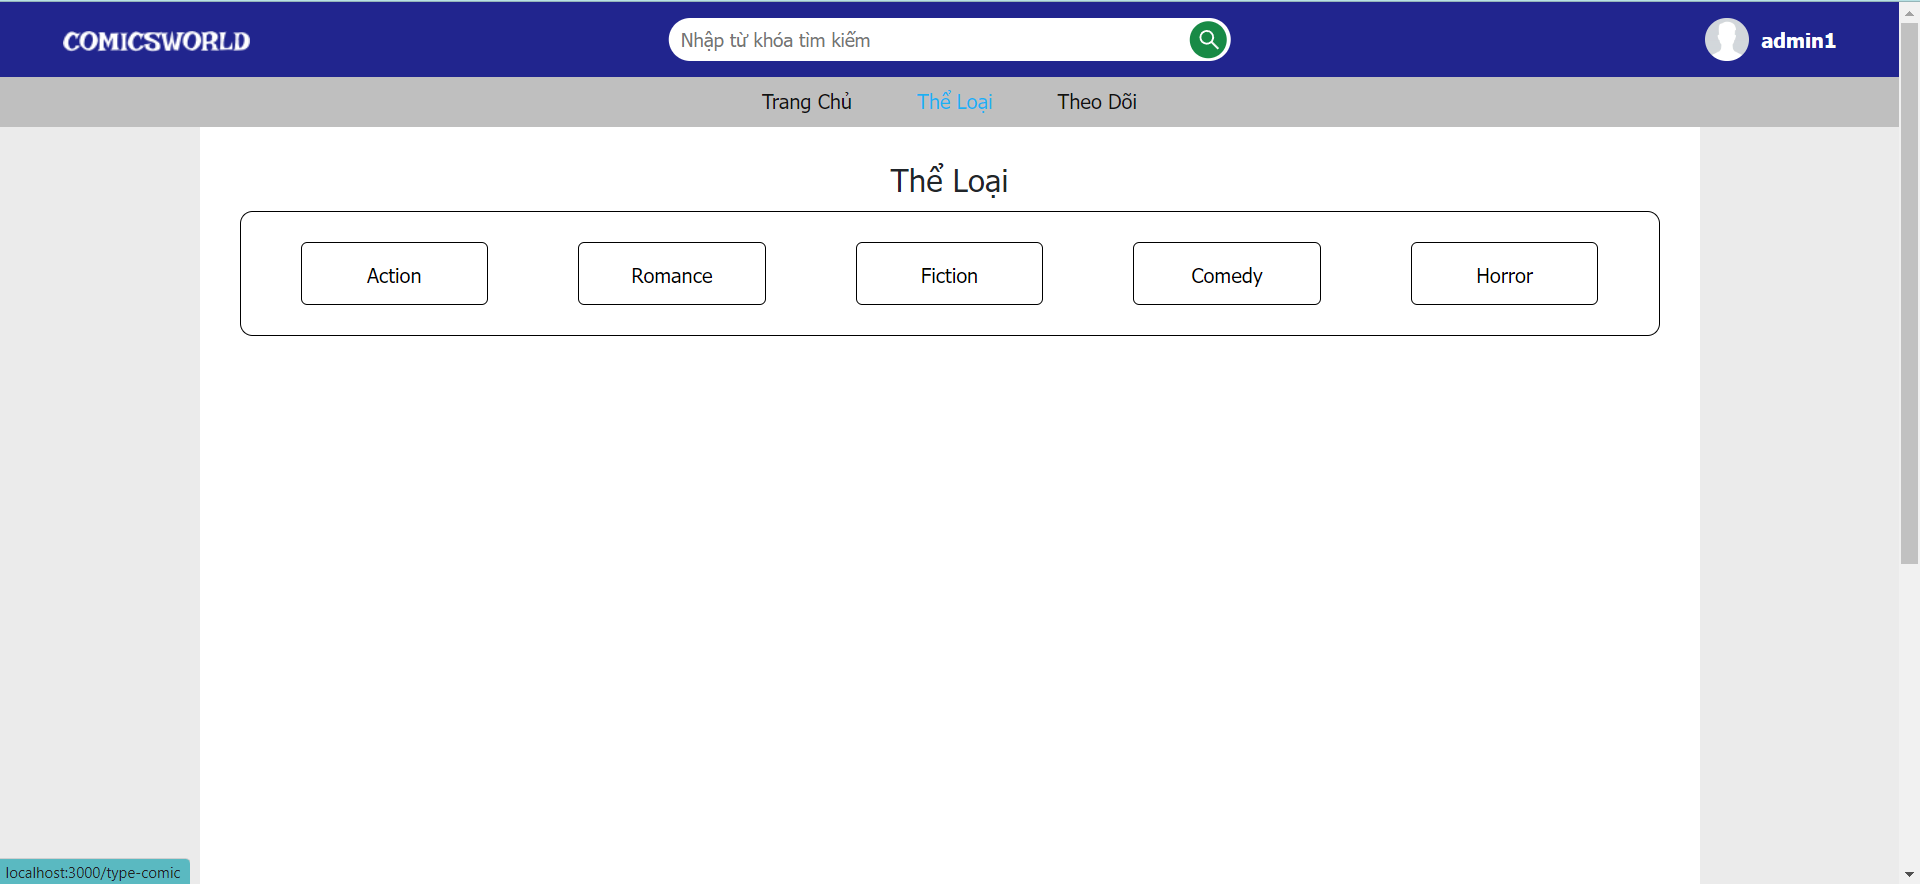 COMICSWORLD
Nhập từ khóa tìm kiếm
admin1
Trang Chủ
Thể Loại
Theo Dõi
Thể Loại
Action
Romance
Fiction
Comedy
Horror
localhost:3000/type-comic